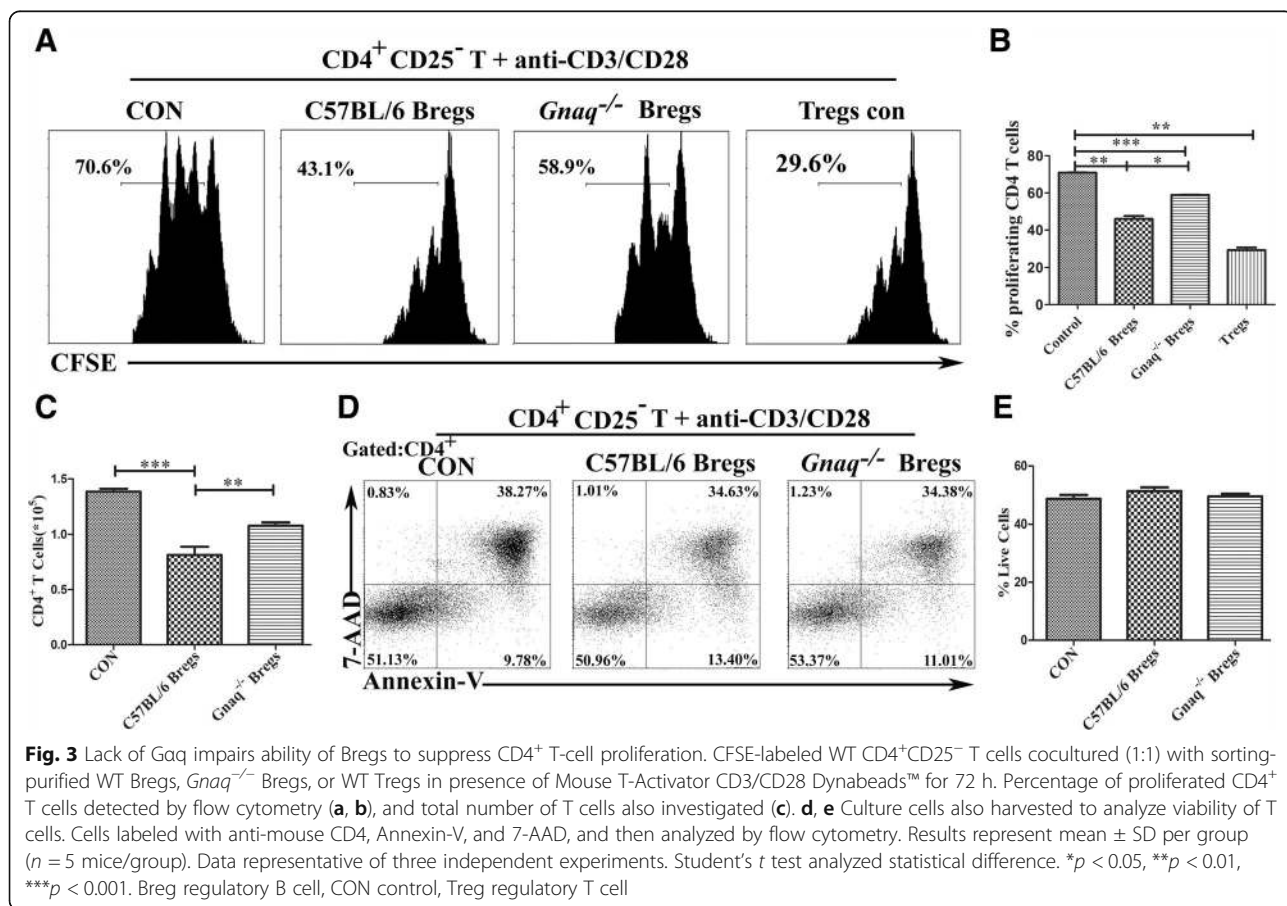 A
CD4+ CD25- T + anti-CD3/CD28
CON
C57BL/6 Bregs
Gnaq-/- Bregs
Tregs con
70.6%
43.1%
58.9%
29.6%
CFSE
B
% proliferating CD4 T cells
80
60
40
20
0
**
***
** *
Control
C57BL/6 Bregs
Gnaq-/- Bregs
Tregs
C
CD4+ T Cells(*10^5)
1.5
1.0
0.5
0.0
***
**
CON
C57BL/6 Bregs
Gnaq-/- Bregs
D
CD4+ CD25- T + anti-CD3/CD28
Gated:CD4+
CON
C57BL/6 Bregs
Gnaq-/- Bregs
0.83% 38.27%
51.13% 9.78%
1.01% 34.63%
50.96% 13.40%
1.23% 34.38%
53.37% 11.01%
7-AAD
Annexin-V
E
% Live Cells
60
40
20
0
CON
C57BL/6 Bregs
Gnaq-/- Bregs
Fig. 3 Lack of Gαq impairs ability of Bregs to suppress CD4+ T-cell proliferation. CFSE-labeled WT CD4+CD25− T cells cocultured (1:1) with sorting-
purified WT Bregs, Gnaq−/− Bregs, or WT Tregs in presence of Mouse T-Activator CD3/CD28 Dynabeads™ for 72 h. Percentage of proliferated CD4+
T cells detected by flow cytometry (a, b), and total number of T cells also investigated (c). d, e Culture cells also harvested to analyze viability of T
cells. Cells labeled with anti-mouse CD4, Annexin-V, and 7-AAD, and then analyzed by flow cytometry. Results represent mean ± SD per group
(n = 5 mice/group). Data representative of three independent experiments. Student's t test analyzed statistical difference. *p < 0.05, **p < 0.01,
***p < 0.001. Breg regulatory B cell, CON control, Treg regulatory T cell